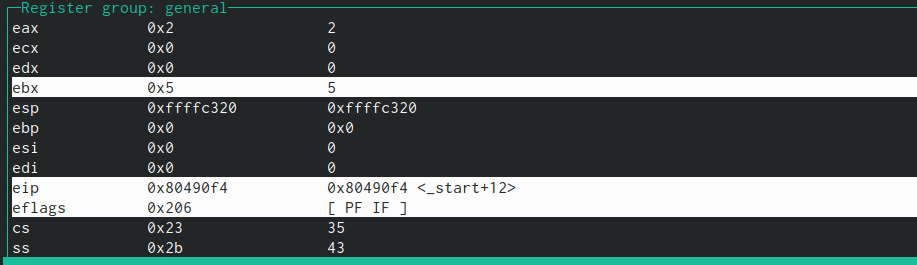 Register group: general
eax 0x2 2
ecx 0x0 0
edx 0x0 0
ebx 0x5 5
esp 0xffffc320 0xffffc320
ebp 0x0 0x0
esi 0x0 0
edi 0x0 0
eip 0x80490f4 0x80490f4 <_start+12>
eflags 0x206 [ PF IF ]
cs 0x23 35
ss 0x2b 43